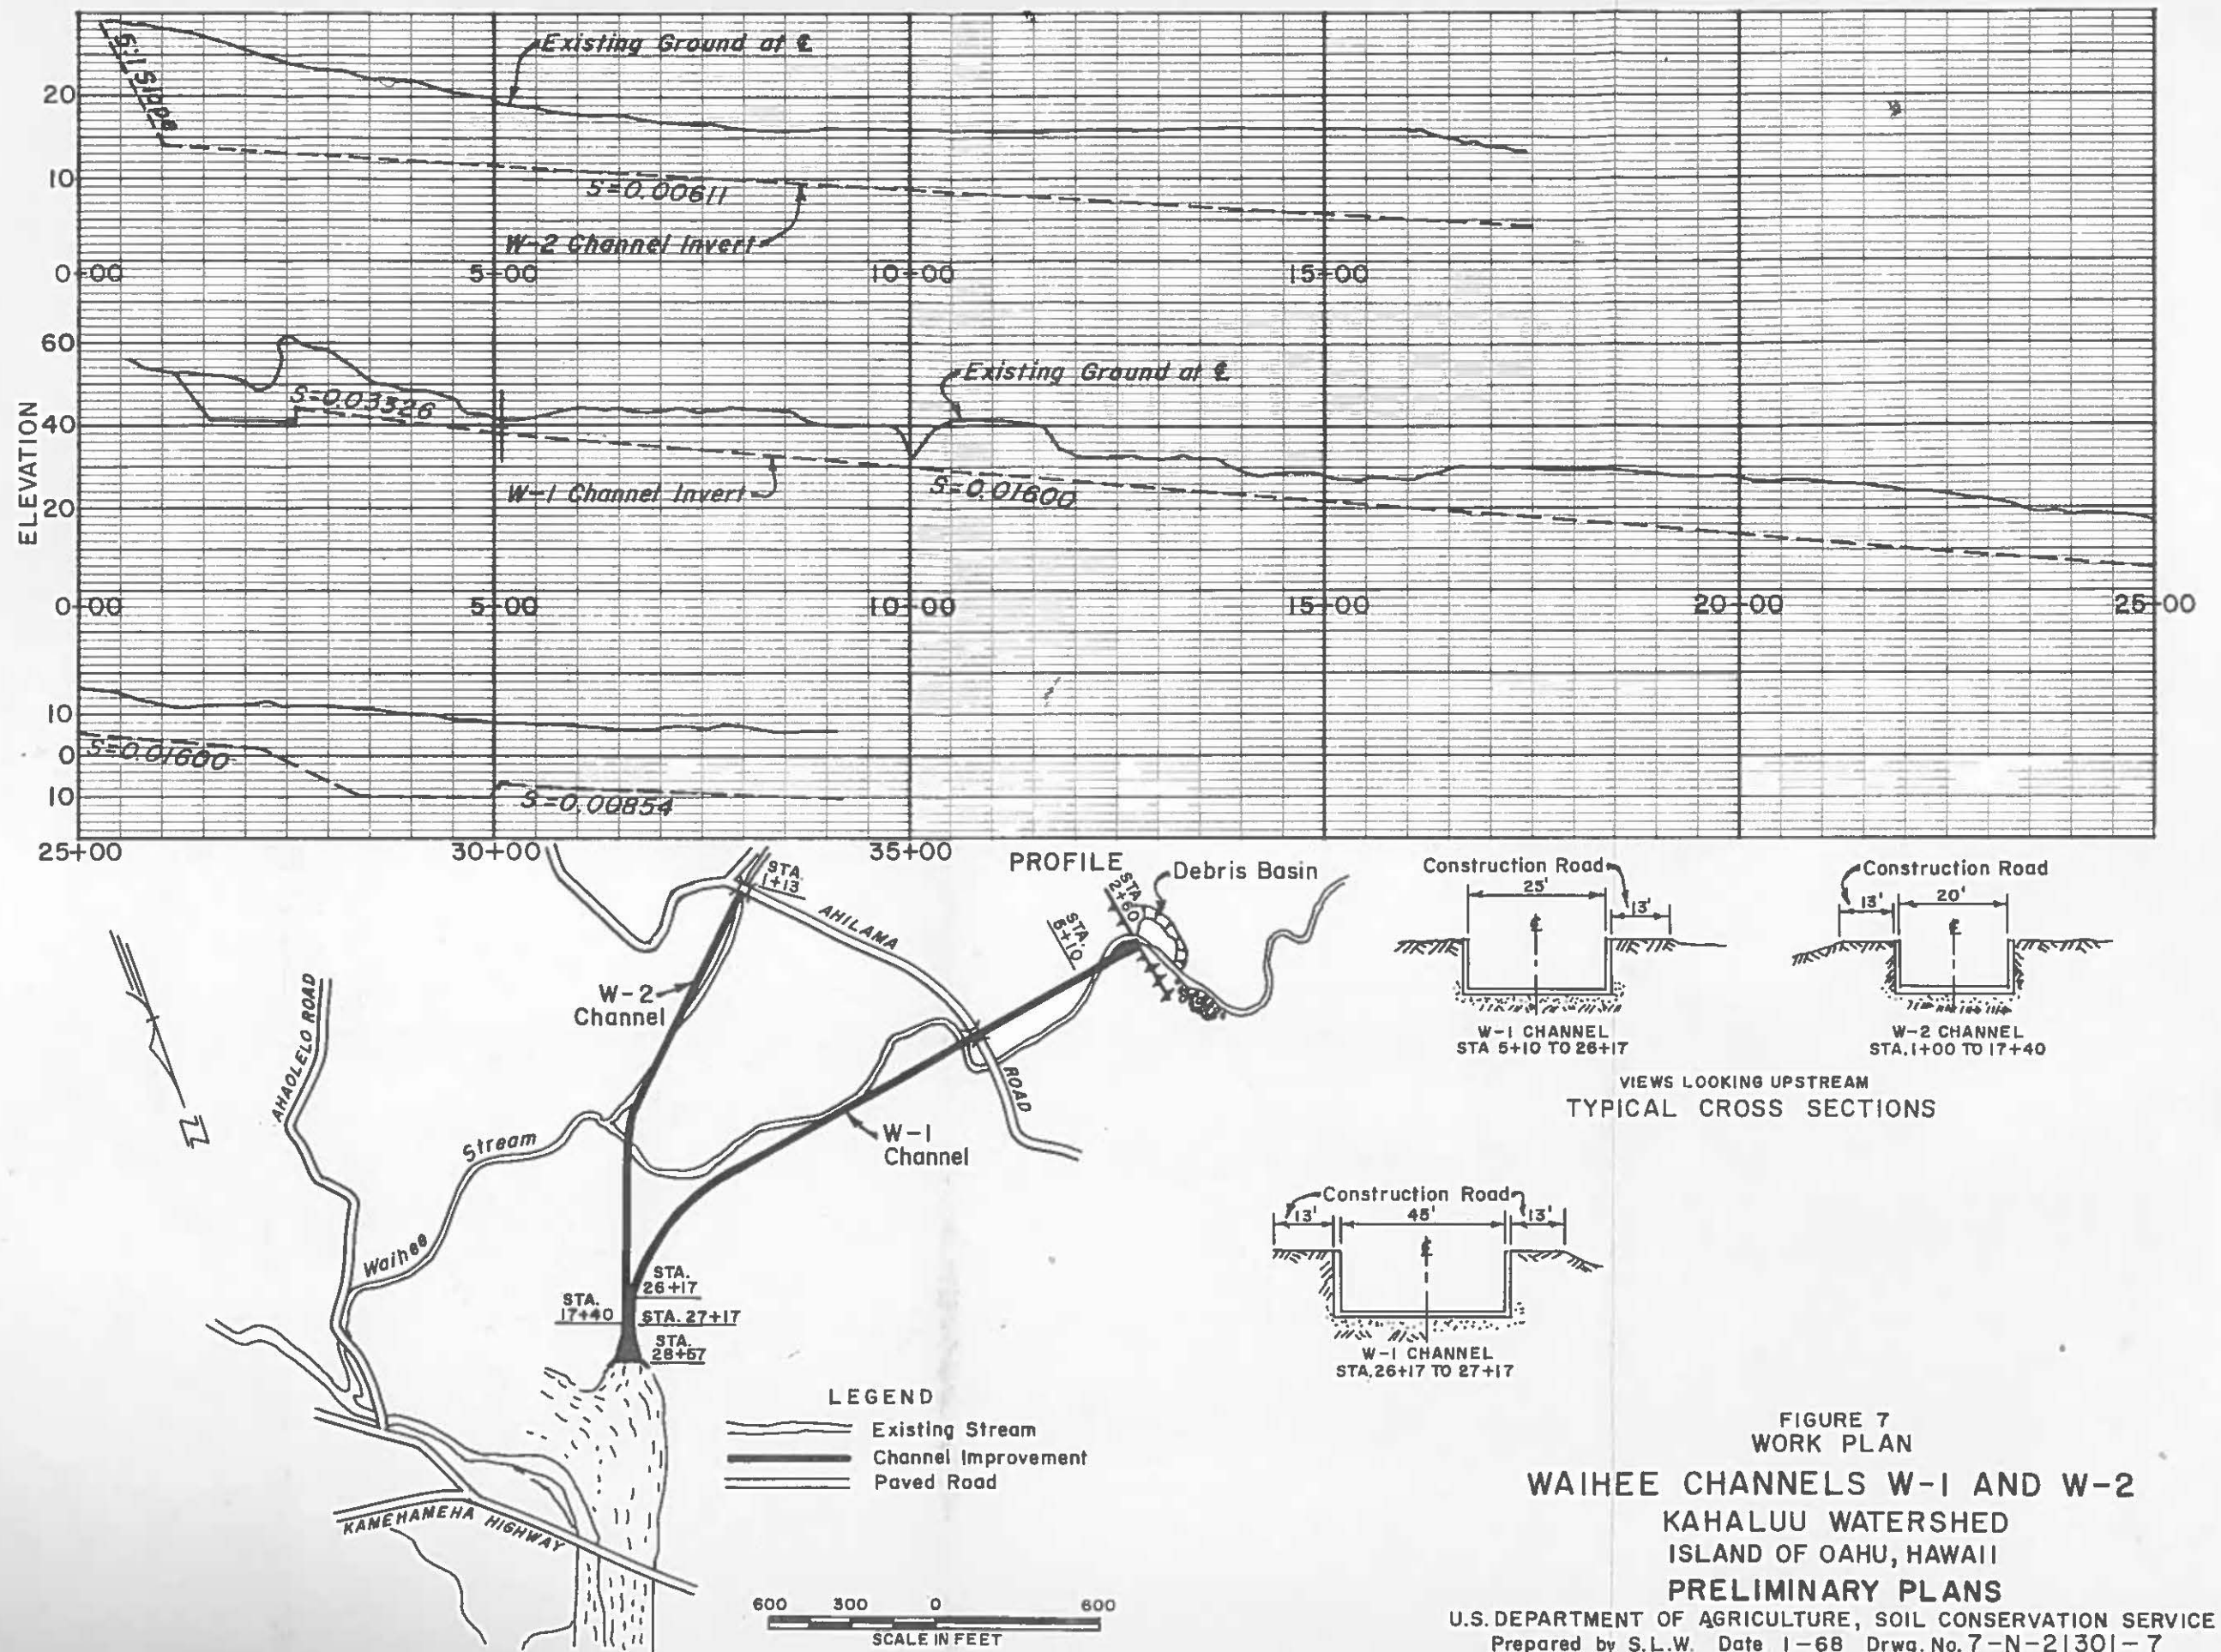 Existing Ground at ℄
5:1 Slope
20
10
S=0.00611
W-2 Channel Invert
0+00
5+00
10+00
15+00
ELEVATION
60
40
20
S=0.03326
Existing Ground at ℄
W-1 Channel Invert
S=0.01600
0+00
5+00
10+00
15+00
20+00
25+00
10
0
10
S=0.01600
S=0.00854
25+00
30+00
35+00
PROFILE
STA.
1+13
AHILAMA
ROAD
STA.
5+10
STA.
2+60
Debris Basin
W-2
Channel
AHAOLELO ROAD
Stream
Waihee
W-1
Channel
STA.
26+17
STA.
17+40
STA. 27+17
STA.
28+57
KAMEHAMEHA HIGHWAY
LEGEND
Existing Stream
Channel Improvement
Paved Road
600 300 0 600
SCALE IN FEET
Construction Road
25'
13'
℄
W-1 CHANNEL
STA 5+10 TO 26+17
Construction Road
13'
20'
℄
W-2 CHANNEL
STA. 1+00 TO 17+40
VIEWS LOOKING UPSTREAM
TYPICAL CROSS SECTIONS
Construction Road
13'
45'
13'
℄
W-1 CHANNEL
STA. 26+17 TO 27+17
FIGURE 7
WORK PLAN
WAIHEE CHANNELS W-1 AND W-2
KAHALUU WATERSHED
ISLAND OF OAHU, HAWAII
PRELIMINARY PLANS
U.S. DEPARTMENT OF AGRICULTURE, SOIL CONSERVATION SERVICE
Prepared by S.L.W. Date 1-68 Drwg. No. 7-N-21301-7